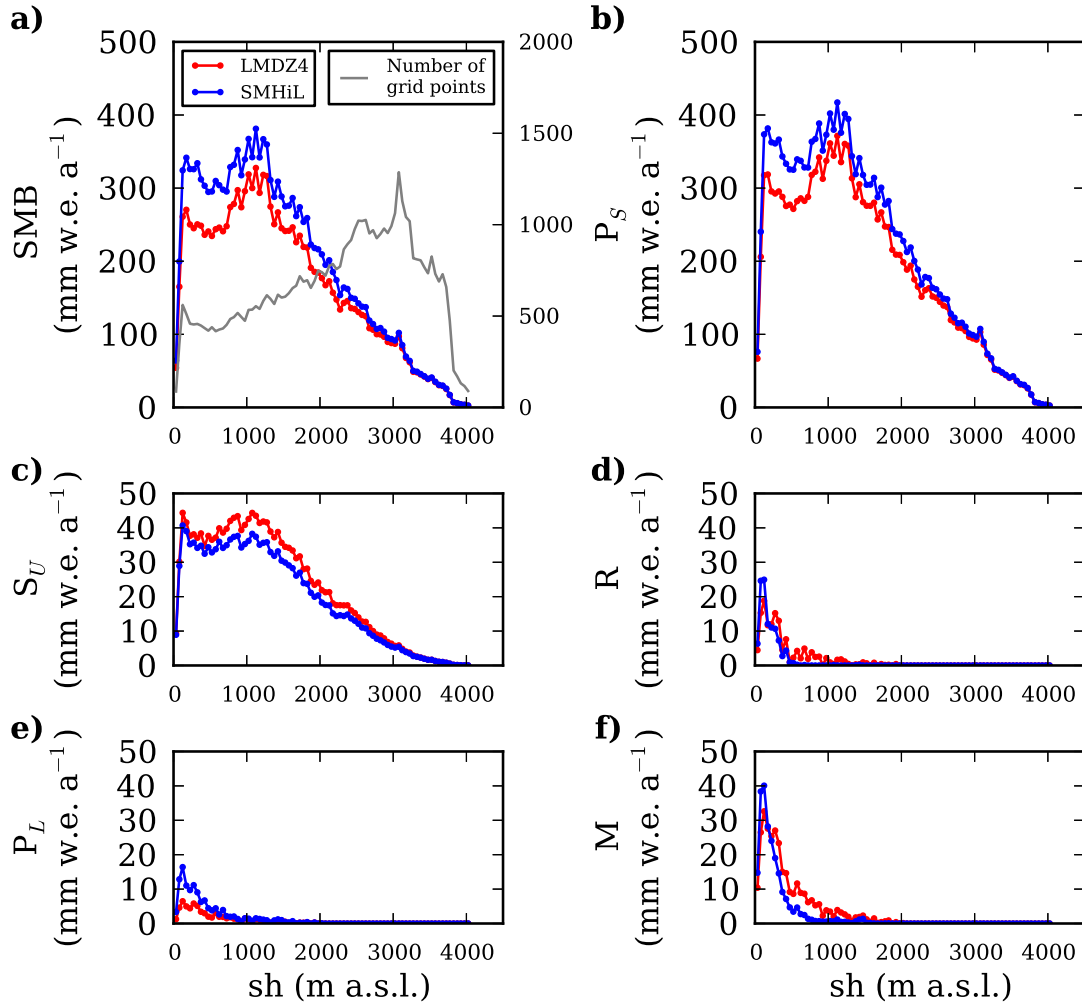 a)
b)
500
400
300
200
100
0
SMB
(mm w.e. a⁻¹)
LMDZ4
SMHiL
Number of
grid points
2000
1500
1000
500
0
0 1000 2000 3000 4000
500
400
300
200
100
0
P_S
(mm w.e. a⁻¹)
0 1000 2000 3000 4000
c)
d)
50
40
30
20
10
0
S_U
(mm w.e. a⁻¹)
0 1000 2000 3000 4000
50
40
30
20
10
0
R
(mm w.e. a⁻¹)
0 1000 2000 3000 4000
e)
f)
50
40
30
20
10
0
P_L
(mm w.e. a⁻¹)
0 1000 2000 3000 4000
sh (m a.s.l.)
50
40
30
20
10
0
M
(mm w.e. a⁻¹)
0 1000 2000 3000 4000
sh (m a.s.l.)